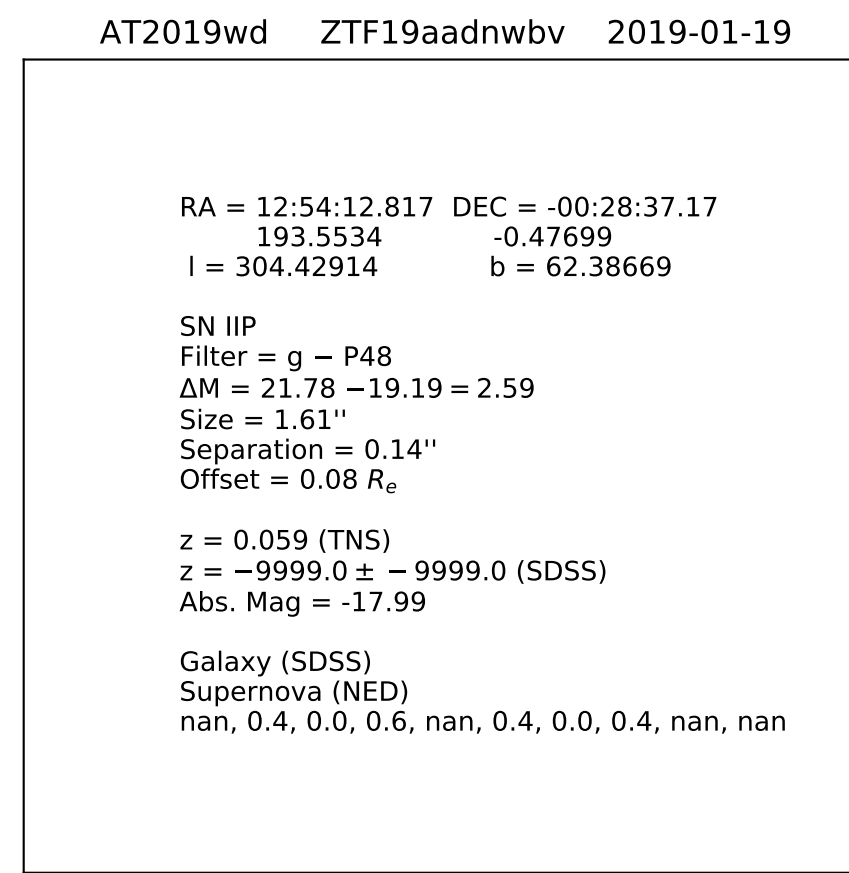 AT2019wd ZTF19aadnwbv 2019-01-19
RA = 12:54:12.817 DEC = -00:28:37.17
193.5534 -0.47699
l = 304.42914 b = 62.38669
SN IIP
Filter = g − P48
ΔM = 21.78 −19.19 = 2.59
Size = 1.61''
Separation = 0.14''
Offset = 0.08 Re
z = 0.059 (TNS)
z = −9999.0 ± −9999.0 (SDSS)
Abs. Mag = -17.99
Galaxy (SDSS)
Supernova (NED)
nan, 0.4, 0.0, 0.6, nan, 0.4, 0.0, 0.4, nan, nan